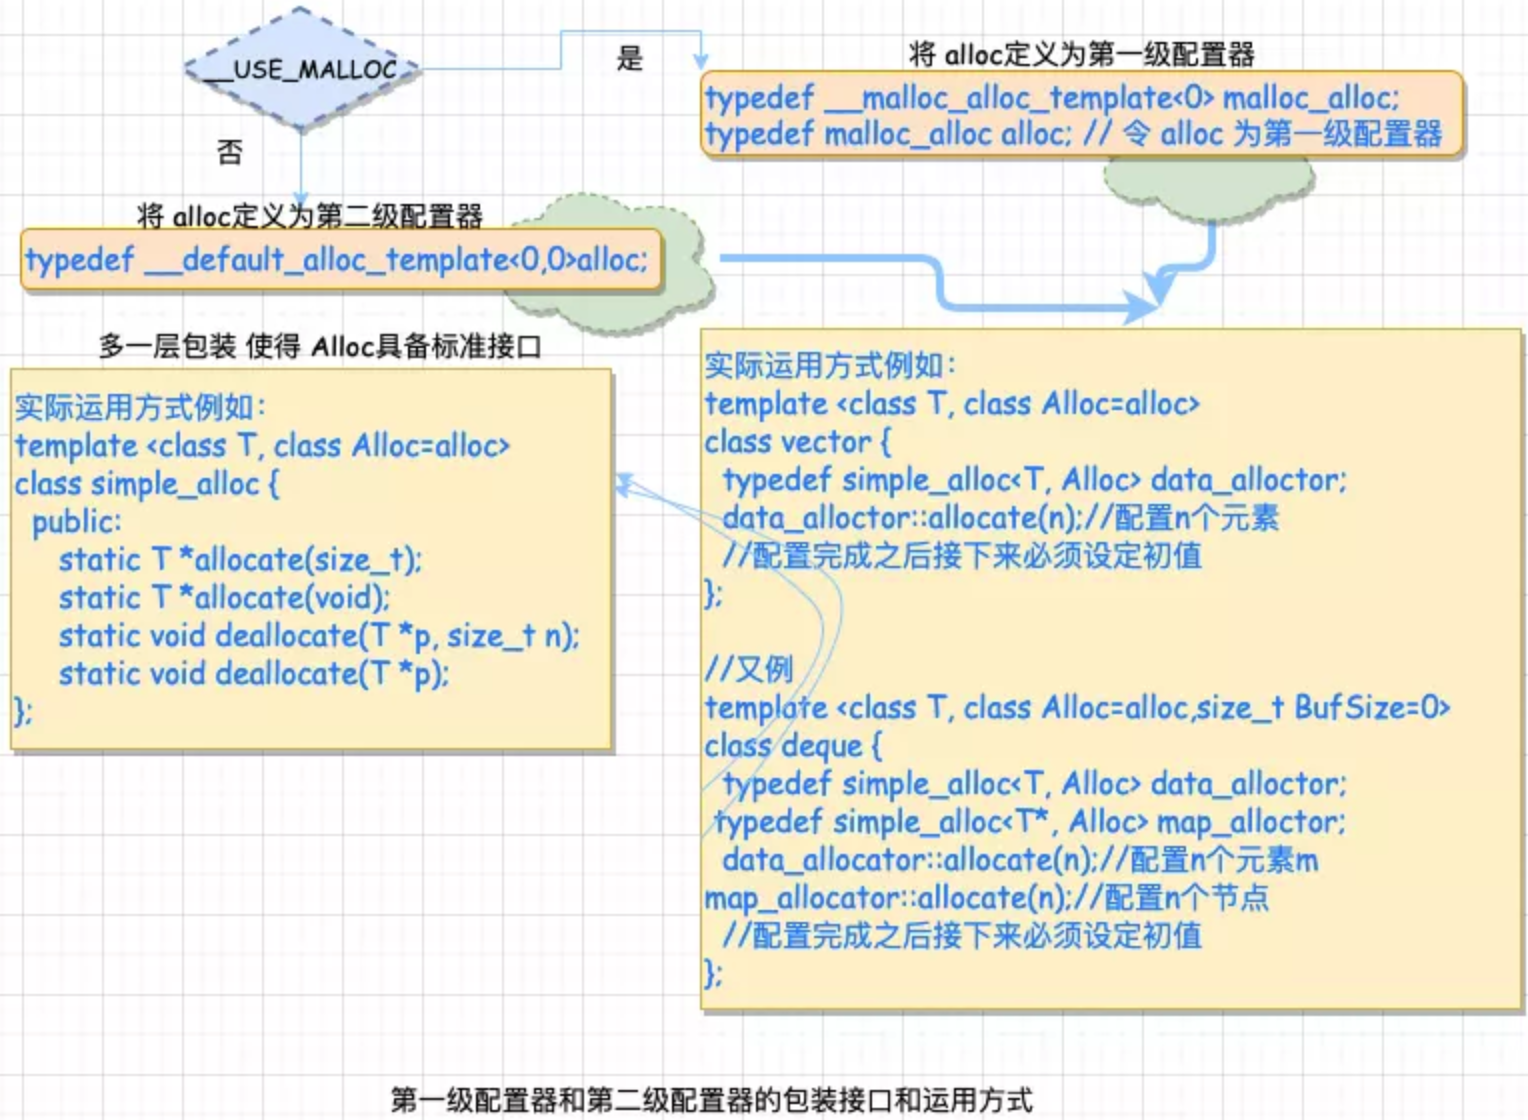 __USE_MALLOC
是
否
将 alloc定义为第一级配置器
typedef __malloc_alloc_template<0> malloc_alloc;
typedef malloc_alloc alloc; // 令 alloc 为第一级配置器
将 alloc定义为第二级配置器
typedef __default_alloc_template<0,0>alloc;
多一层包装 使得 Alloc具备标准接口
实际运用方式例如：
template <class T, class Alloc=alloc>
class simple_alloc {
public:
static T *allocate(size_t);
static T *allocate(void);
static void deallocate(T *p, size_t n);
static void deallocate(T *p);
};
实际运用方式例如：
template <class T, class Alloc=alloc>
class vector {
typedef simple_alloc<T, Alloc> data_alloctor;
data_alloctor::allocate(n);//配置n个元素
//配置完成之后接下来必须设定初值
};
//又例
template <class T, class Alloc=alloc,size_t BufSize=0>
class deque {
typedef simple_alloc<T, Alloc> data_alloctor;
typedef simple_alloc<T*, Alloc> map_alloctor;
data_allocator::allocate(n);//配置n个元素m
map_allocator::allocate(n);//配置n个节点
//配置完成之后接下来必须设定初值
};
第一级配置器和第二级配置器的包装接口和运用方式